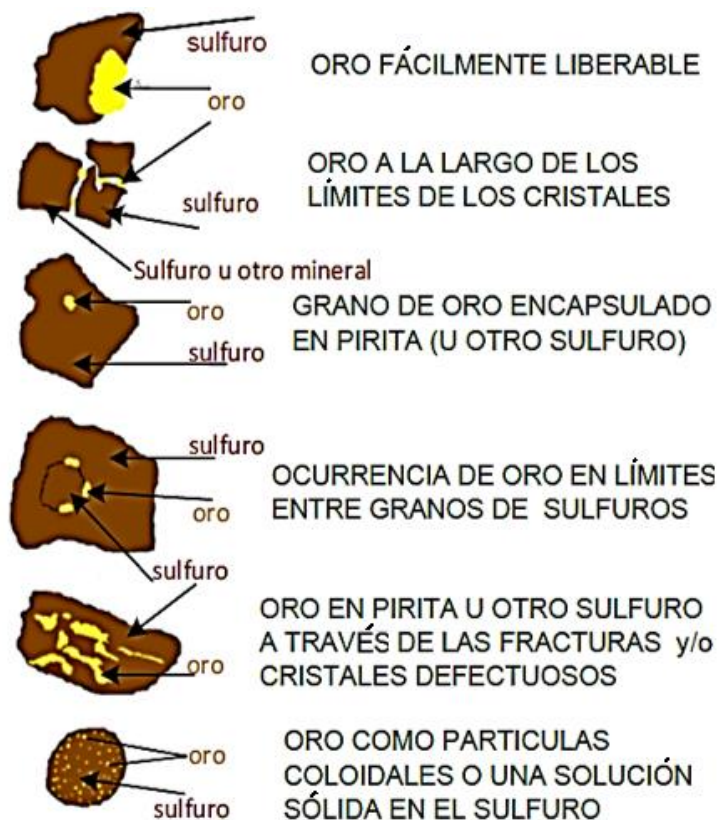 sulfuro
oro
ORO FÁCILMENTE LIBERABLE
sulfuro
Sulfuro u otro mineral
ORO A LA LARGO DE LOS
LÍMITES DE LOS CRISTALES
oro
sulfuro
GRANO DE ORO ENCAPSULADO
EN PIRITA (U OTRO SULFURO)
sulfuro
oro
sulfuro
OCURRENCIA DE ORO EN LÍMITES
ENTRE GRANOS DE SULFUROS
oro
ORO EN PIRITA U OTRO SULFURO
A TRAVÉS DE LAS FRACTURAS y/o
CRISTALES DEFECTUOSOS
oro
sulfuro
ORO COMO PARTICULAS
COLOIDALES O UNA SOLUCIÓN
SÓLIDA EN EL SULFURO